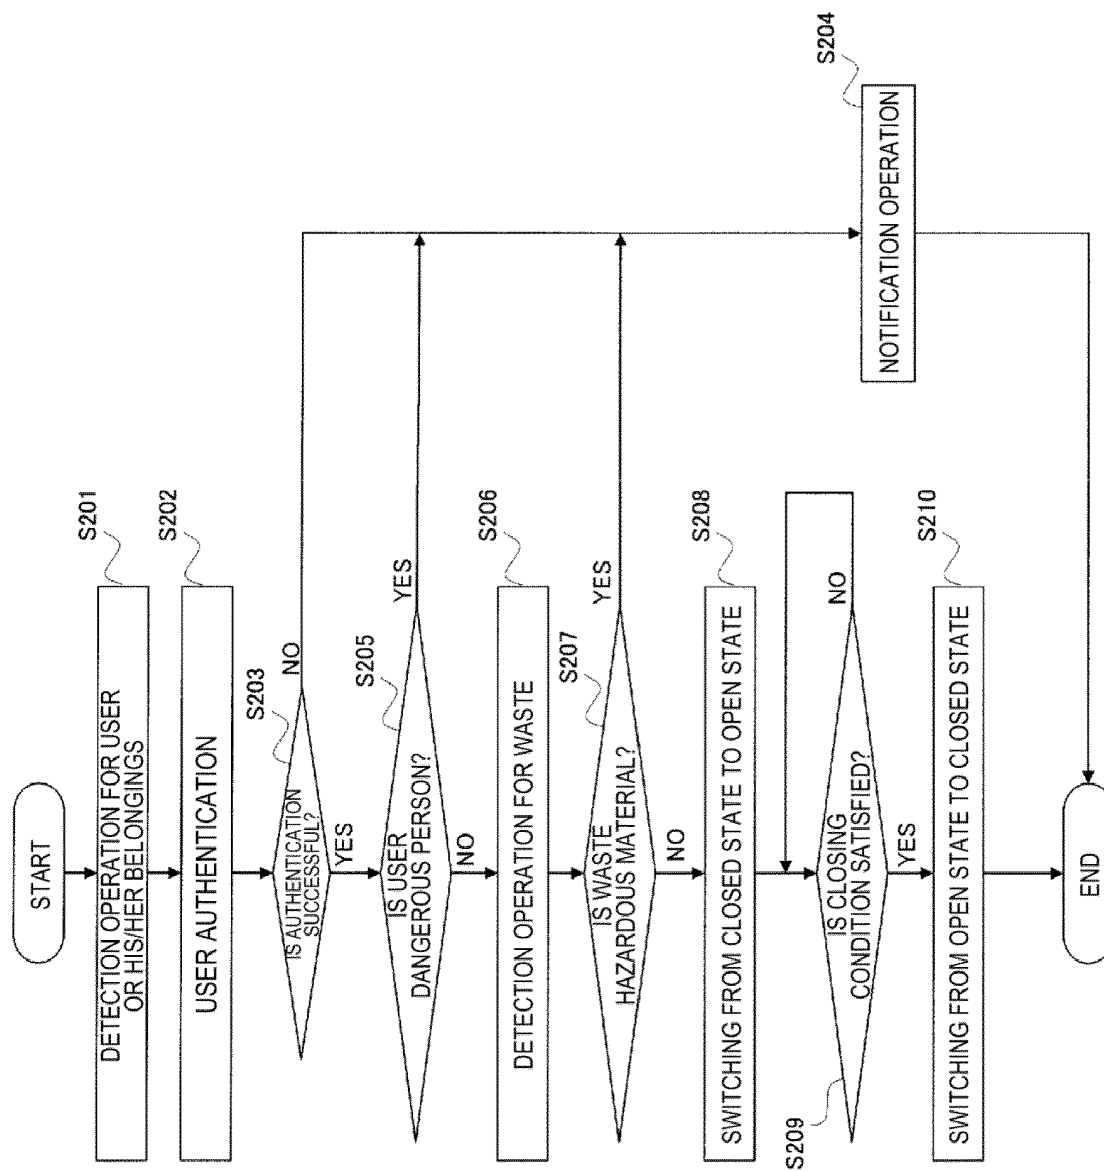 START
S201
DETECTION OPERATION FOR USER
OR HIS/HER BELONGINGS
S202
USER AUTHENTICATION
S203
IS AUTHENTICATION
SUCCESSFUL?
NO
YES
S205
IS USER
DANGEROUS PERSON?
YES
NO
S206
DETECTION OPERATION FOR WASTE
S207
IS WASTE
HAZARDOUS MATERIAL?
YES
NO
S208
SWITCHING FROM CLOSED STATE TO OPEN STATE
S209
IS CLOSING
CONDITION SATISFIED?
NO
YES
S204
NOTIFICATION OPERATION
S210
SWITCHING FROM OPEN STATE TO CLOSED STATE
END